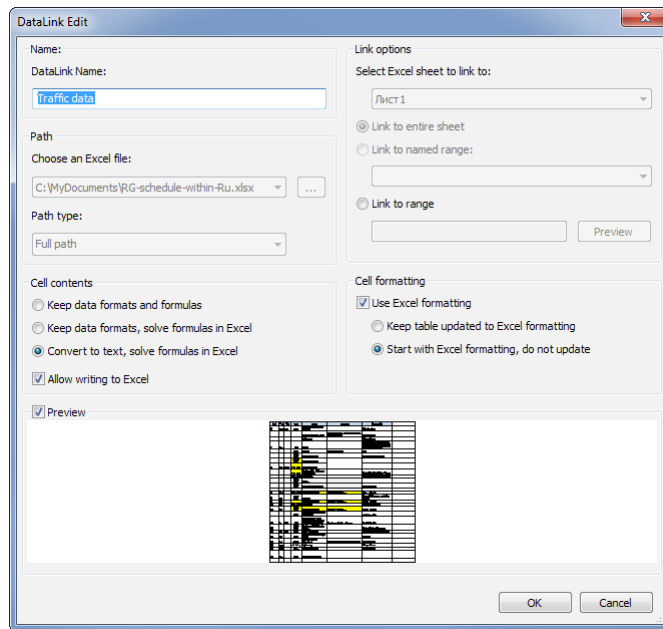 DataLink Edit
Name:
DataLink Name:
Traffic data
Path
Choose an Excel file:
C:\MyDocuments\RG-schedule-within-Ru.xlsx
...
Path type:
Full path
Link options
Select Excel sheet to link to:
Лист1
Link to entire sheet
Link to named range:
Link to range
Preview
Cell contents
Keep data formats and formulas
Keep data formats, solve formulas in Excel
Convert to text, solve formulas in Excel
Allow writing to Excel
Cell formatting
Use Excel formatting
Keep table updated to Excel formatting
Start with Excel formatting, do not update
Preview
OK
Cancel